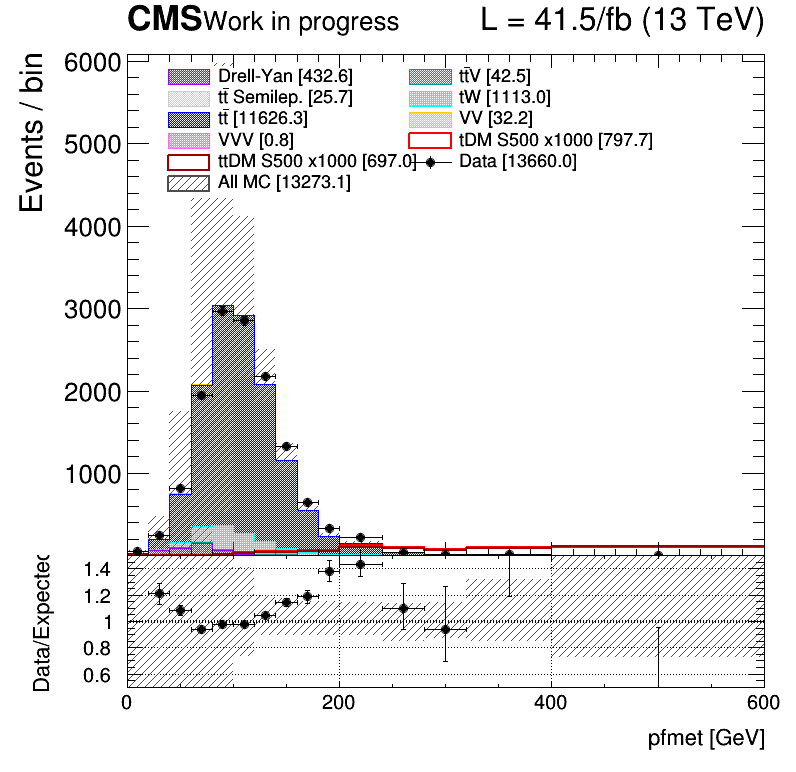 CMS Work in progress L = 41.5/fb (13 TeV)
Events / bin
6000
5000
4000
3000
2000
1000
Drell-Yan [432.6]
tt̄ Semilep. [25.7]
tt̄ [11626.3]
VVV [0.8]
ttDM S500 x1000 [697.0]
All MC [13273.1]
tt̄V [42.5]
tW [1113.0]
VV [32.2]
tDM S500 x1000 [797.7]
Data [13660.0]
Data/Expected
1.4
1.2
1
0.8
0.6
0 200 400 600
pfmet [GeV]